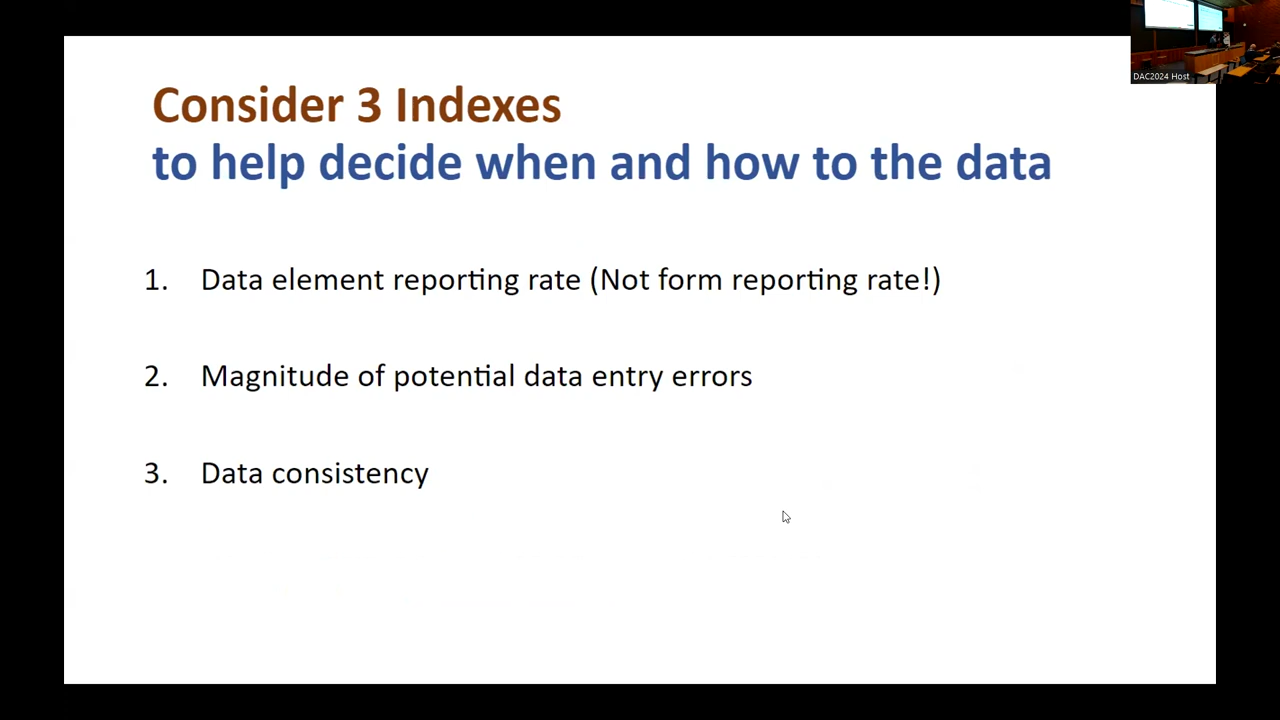 Consider 3 Indexes
to help decide when and how to the data
1. Data element reporting rate (Not form reporting rate!)
2. Magnitude of potential data entry errors
3. Data consistency
DAC2024 Host